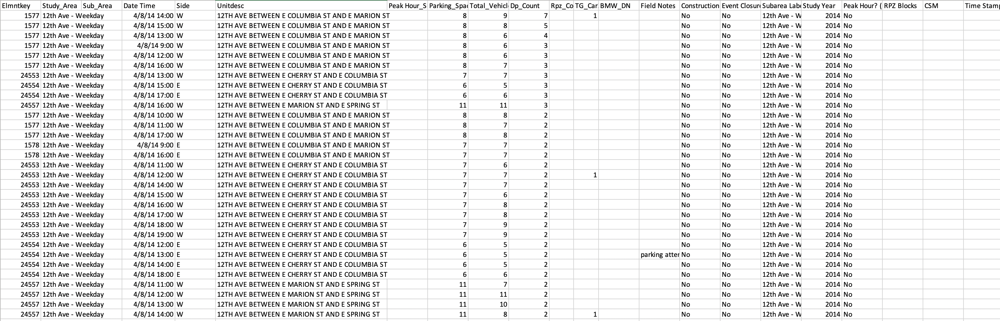 Elmntkey Study_Area Sub_Area Date Time Side Unitdesc Peak Hour_S Parking_Spa Total_Vehicl Dp_Count Rpz_Co TG_Car BMW_DN Field Notes Construction Event Closure Subarea Labe Study Year Peak Hour? ( RPZ Blocks CSM Time Stam
1577 12th Ave - Weekday 4/8/14 14:00 W 12TH AVE BETWEEN E COLUMBIA ST AND E MARION ST 8 9 7 1 No No 12th Ave - W 2014 No
1577 12th Ave - Weekday 4/8/14 15:00 W 12TH AVE BETWEEN E COLUMBIA ST AND E MARION ST 8 8 5 No No 12th Ave - W 2014 No
1577 12th Ave - Weekday 4/8/14 13:00 W 12TH AVE BETWEEN E COLUMBIA ST AND E MARION ST 8 6 4 No No 12th Ave - W 2014 No
1577 12th Ave - Weekday 4/8/14 9:00 W 12TH AVE BETWEEN E COLUMBIA ST AND E MARION ST 8 6 3 No No 12th Ave - W 2014 No
1577 12th Ave - Weekday 4/8/14 12:00 W 12TH AVE BETWEEN E COLUMBIA ST AND E MARION ST 8 6 3 No No 12th Ave - W 2014 No
1577 12th Ave - Weekday 4/8/14 16:00 W 12TH AVE BETWEEN E COLUMBIA ST AND E MARION ST 8 7 3 No No 12th Ave - W 2014 No
24553 12th Ave - Weekday 4/8/14 13:00 W 12TH AVE BETWEEN E CHERRY ST AND E COLUMBIA ST 7 7 3 No No 12th Ave - W 2014 No
24554 12th Ave - Weekday 4/8/14 15:00 E 12TH AVE BETWEEN E CHERRY ST AND E COLUMBIA ST 6 5 3 No No 12th Ave - W 2014 No
24554 12th Ave - Weekday 4/8/14 17:00 E 12TH AVE BETWEEN E CHERRY ST AND E COLUMBIA ST 6 6 3 No No 12th Ave - W 2014 No
24557 12th Ave - Weekday 4/8/14 16:00 W 12TH AVE BETWEEN E MARION ST AND E SPRING ST 11 11 3 No No 12th Ave - W 2014 No
1577 12th Ave - Weekday 4/8/14 10:00 W 12TH AVE BETWEEN E COLUMBIA ST AND E MARION ST 8 8 2 No No 12th Ave - W 2014 No
1577 12th Ave - Weekday 4/8/14 11:00 W 12TH AVE BETWEEN E COLUMBIA ST AND E MARION ST 8 7 2 No No 12th Ave - W 2014 No
1577 12th Ave - Weekday 4/8/14 17:00 W 12TH AVE BETWEEN E COLUMBIA ST AND E MARION ST 8 8 2 No No 12th Ave - W 2014 No
1578 12th Ave - Weekday 4/8/14 9:00 E 12TH AVE BETWEEN E COLUMBIA ST AND E MARION ST 7 7 2 No No 12th Ave - W 2014 No
1578 12th Ave - Weekday 4/8/14 16:00 E 12TH AVE BETWEEN E COLUMBIA ST AND E MARION ST 7 7 2 No No 12th Ave - W 2014 No
24553 12th Ave - Weekday 4/8/14 11:00 W 12TH AVE BETWEEN E CHERRY ST AND E COLUMBIA ST 7 6 2 No No 12th Ave - W 2014 No
24553 12th Ave - Weekday 4/8/14 12:00 W 12TH AVE BETWEEN E CHERRY ST AND E COLUMBIA ST 7 7 2 1 No No 12th Ave - W 2014 No
24553 12th Ave - Weekday 4/8/14 14:00 W 12TH AVE BETWEEN E CHERRY ST AND E COLUMBIA ST 7 7 2 No No 12th Ave - W 2014 No
24553 12th Ave - Weekday 4/8/14 15:00 W 12TH AVE BETWEEN E CHERRY ST AND E COLUMBIA ST 7 6 2 No No 12th Ave - W 2014 No
24553 12th Ave - Weekday 4/8/14 16:00 W 12TH AVE BETWEEN E CHERRY ST AND E COLUMBIA ST 7 8 2 No No 12th Ave - W 2014 No
24553 12th Ave - Weekday 4/8/14 17:00 W 12TH AVE BETWEEN E CHERRY ST AND E COLUMBIA ST 7 8 2 No No 12th Ave - W 2014 No
24553 12th Ave - Weekday 4/8/14 18:00 W 12TH AVE BETWEEN E CHERRY ST AND E COLUMBIA ST 7 9 2 No No 12th Ave - W 2014 No
24553 12th Ave - Weekday 4/8/14 19:00 W 12TH AVE BETWEEN E CHERRY ST AND E COLUMBIA ST 7 9 2 No No 12th Ave - W 2014 No
24554 12th Ave - Weekday 4/8/14 12:00 E 12TH AVE BETWEEN E CHERRY ST AND E COLUMBIA ST 6 5 2 No No 12th Ave - W 2014 No
24554 12th Ave - Weekday 4/8/14 13:00 E 12TH AVE BETWEEN E CHERRY ST AND E COLUMBIA ST 6 5 2 parking atter No No 12th Ave - W 2014 No
24554 12th Ave - Weekday 4/8/14 14:00 E 12TH AVE BETWEEN E CHERRY ST AND E COLUMBIA ST 6 5 2 No No 12th Ave - W 2014 No
24554 12th Ave - Weekday 4/8/14 18:00 E 12TH AVE BETWEEN E CHERRY ST AND E COLUMBIA ST 6 6 2 No No 12th Ave - W 2014 No
24557 12th Ave - Weekday 4/8/14 11:00 W 12TH AVE BETWEEN E MARION ST AND E SPRING ST 11 7 2 No No 12th Ave - W 2014 No
24557 12th Ave - Weekday 4/8/14 12:00 W 12TH AVE BETWEEN E MARION ST AND E SPRING ST 11 11 2 No No 12th Ave - W 2014 No
24557 12th Ave - Weekday 4/8/14 13:00 W 12TH AVE BETWEEN E MARION ST AND E SPRING ST 11 10 2 No No 12th Ave - W 2014 No
24557 12th Ave - Weekday 4/8/14 14:00 W 12TH AVE BETWEEN E MARION ST AND E SPRING ST 11 8 2 1 No No 12th Ave - W 2014 No